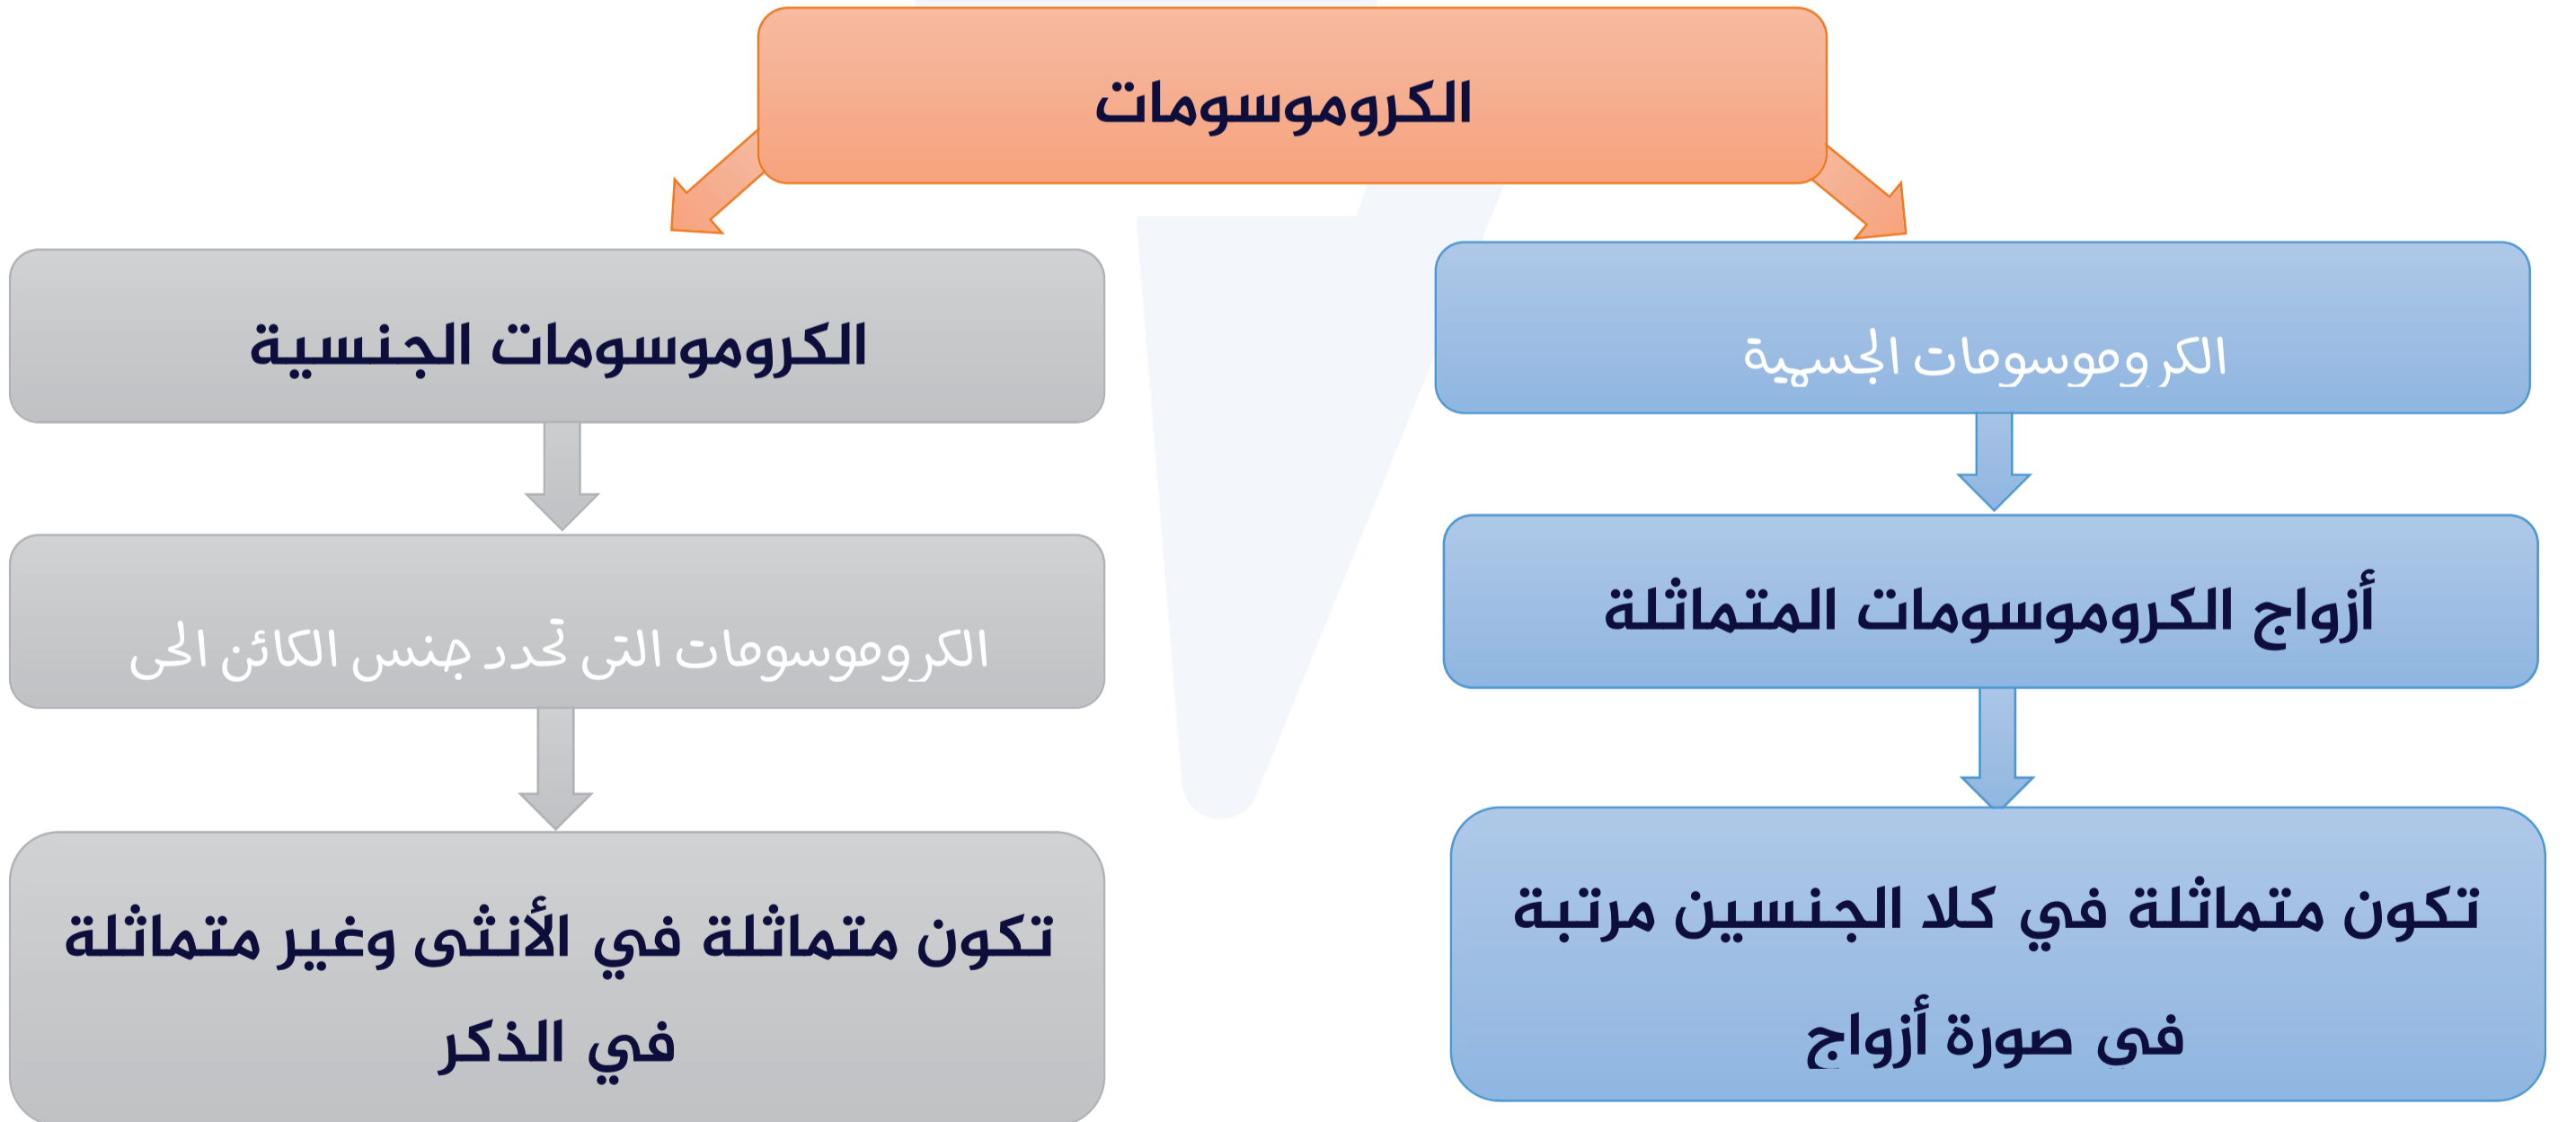 الكروموسومات
الكروموسومات الجسمية
أزواج الكروموسومات المتماثلة
تكون متماثلة في كلا الجنسين مرتبة
في صورة أزواج
الكروموسومات الجنسية
الكروموسومات التى تحدد جنس الكائن الحى
تكون متماثلة في الأنثى وغير متماثلة
في الذكر